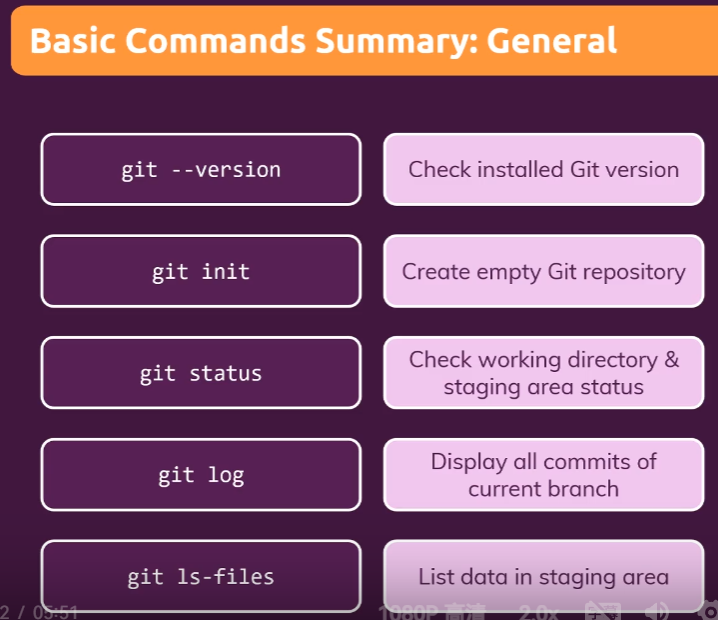 Basic Commands Summary: General
git --version
Check installed Git version
git init
Create empty Git repository
git status
Check working directory &
staging area status
git log
Display all commits of
current branch
git ls-files
List data in staging area
2 / 05:51
1080P 高清
2.0x